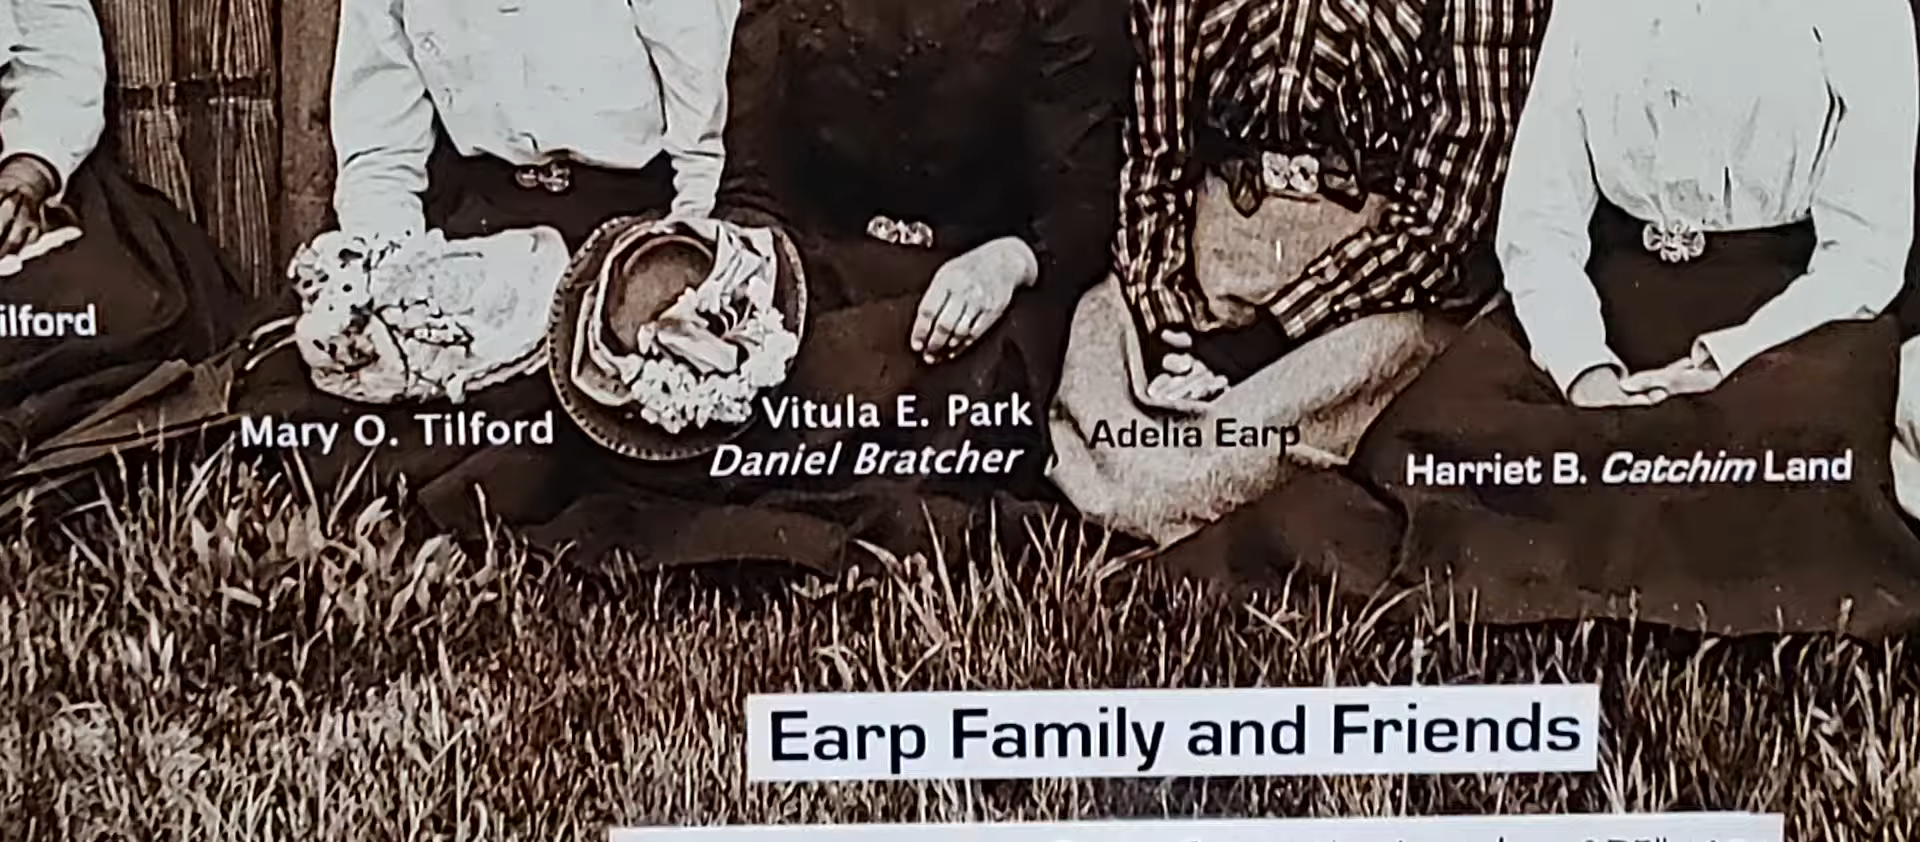 ilford
Mary O. Tilford
Vitula E. Park
Daniel Bratcher
Adelia Earp
Harriet B. Catchim Land
Earp Family and Friends